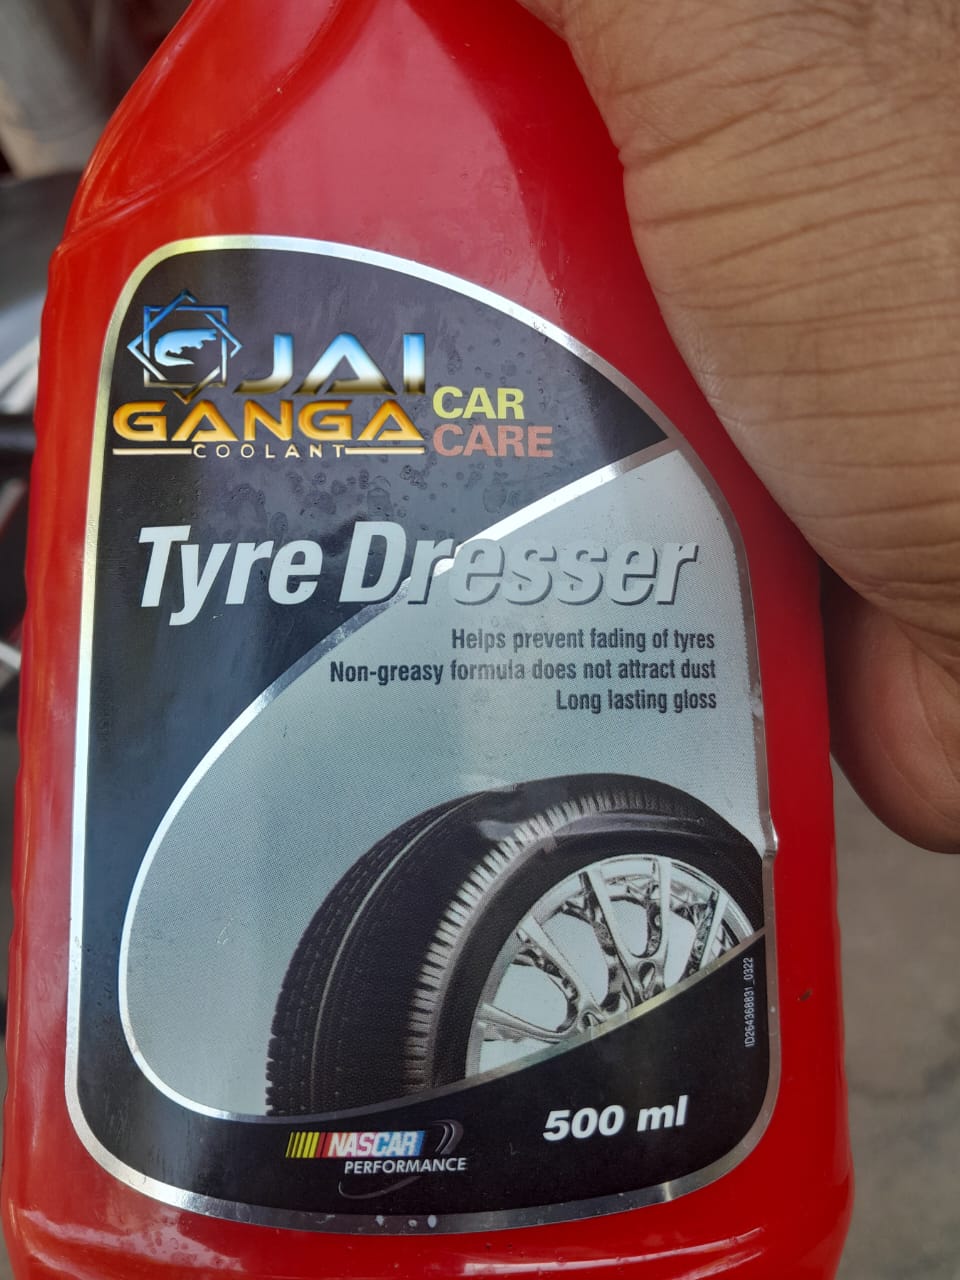 JAI
GANGA
COOLANT
CAR
CARE
Tyre Dresser
Helps prevent fading of tyres
Non-greasy formula does not attract dust
Long lasting gloss
ID264368831_0322
500 ml
NASCAR
PERFORMANCE